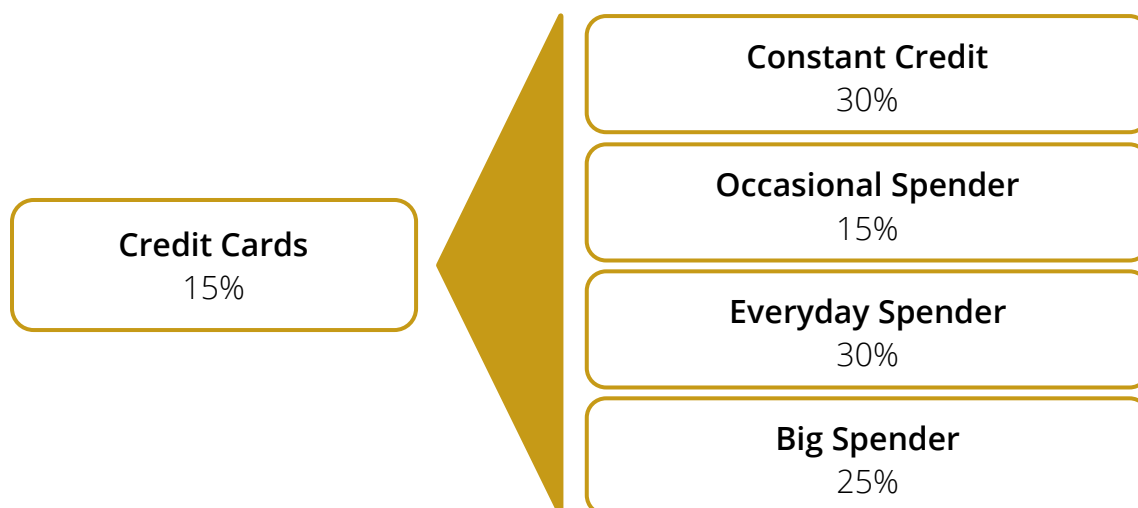 Constant Credit
30%
Occasional Spender
15%
Credit Cards
15%
Everyday Spender
30%
Big Spender
25%